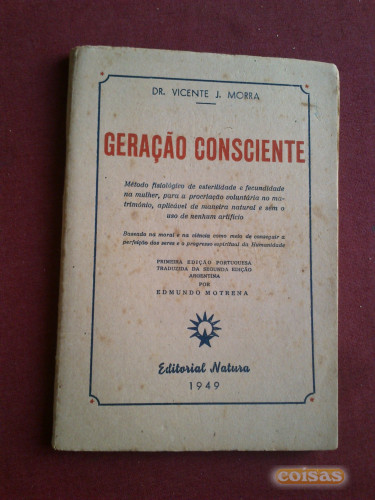 DR. VICENTE J. MORRA
GERAÇÃO CONSCIENTE
Método fisiológico de esterilidade e fecundidade
na mulher, para a procriação voluntária no ma-
trimónio, aplicável de maneira natural e sem o
uso de nenhum artifício
Baseado na moral e na ciência como meio de conseguir a
perfeição dos seres e o progresso espiritual da Humanidade
PRIMEIRA EDIÇÃO PORTUGUESA
TRADUZIDA DA SEGUNDA EDIÇÃO
ARGENTINA
POR
EDMUNDO MOTRENA
Editorial Natura
1949
coisas